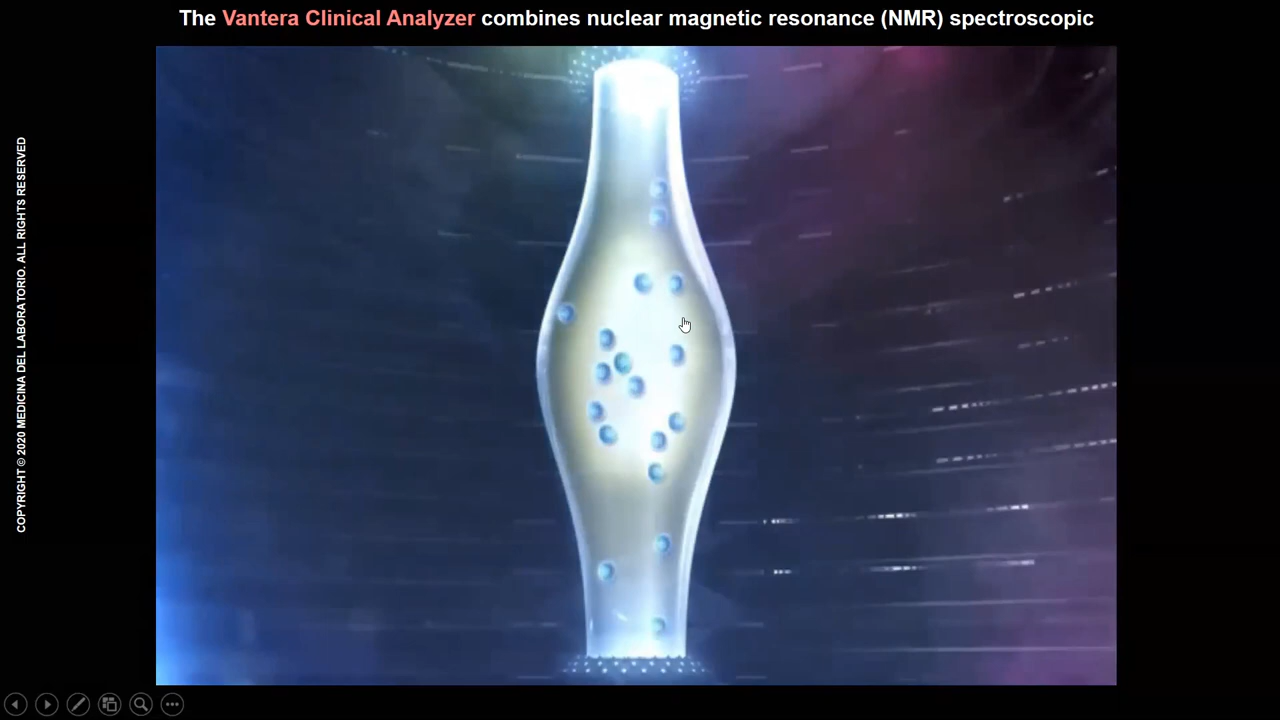 The Vantera Clinical Analyzer combines nuclear magnetic resonance (NMR) spectroscopic
COPYRIGHT © 2020 MEDICINA DEL LABORATORIO. ALL RIGHTS RESERVED